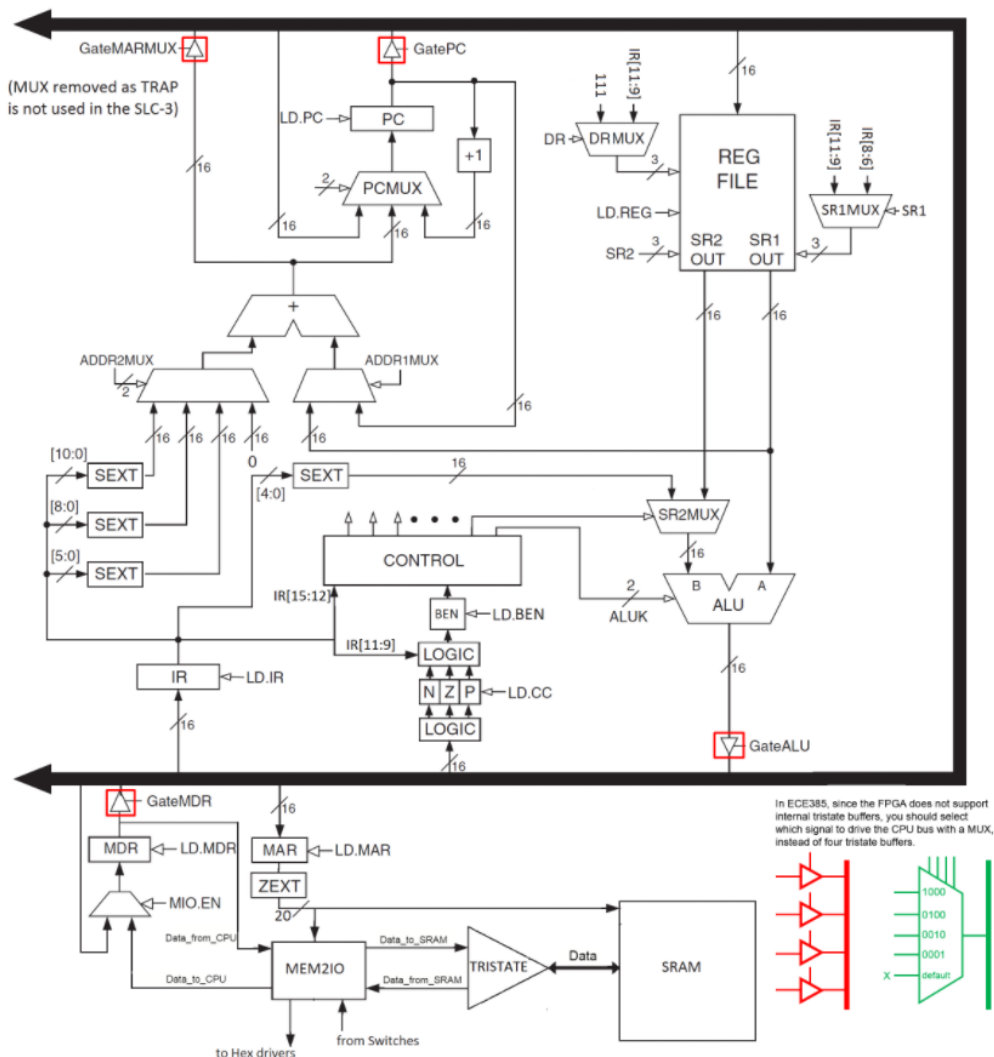 GateMARMUX
GatePC
(MUX removed as TRAP
is not used in the SLC-3)
16
LD.PC
PC
+1
2
PCMUX
16
16
16
16
111
IR[11:9]
DR
DRMUX
3
16
REG
FILE
LD.REG
SR2
3
SR2
OUT
SR1
OUT
IR[11:9]
IR[8:6]
SR1MUX
SR1
3
16
16
+
ADDR2MUX
2
ADDR1MUX
16
16
16
16
0
16
16
[10:0]
SEXT
[8:0]
SEXT
[5:0]
SEXT
[4:0]
SEXT
16
SR2MUX
16
CONTROL
IR[15:12]
BEN
LD.BEN
2
ALUK
B
A
ALU
IR[11:9]
LOGIC
N Z P
LD.CC
LOGIC
16
IR
LD.IR
16
16
GateALU
GateMDR
MDR
LD.MDR
MIO.EN
16
MAR
LD.MAR
ZEXT
20
Data_from_CPU
Data_to_CPU
MEM2IO
Data_to_SRAM
Data_from_SRAM
TRISTATE
Data
SRAM
to Hex drivers
from Switches
In ECE385, since the FPGA does not support
internal tristate buffers, you should select
which signal to drive the CPU bus with a MUX,
instead of four tristate buffers.
1000
0100
0010
0001
X
default